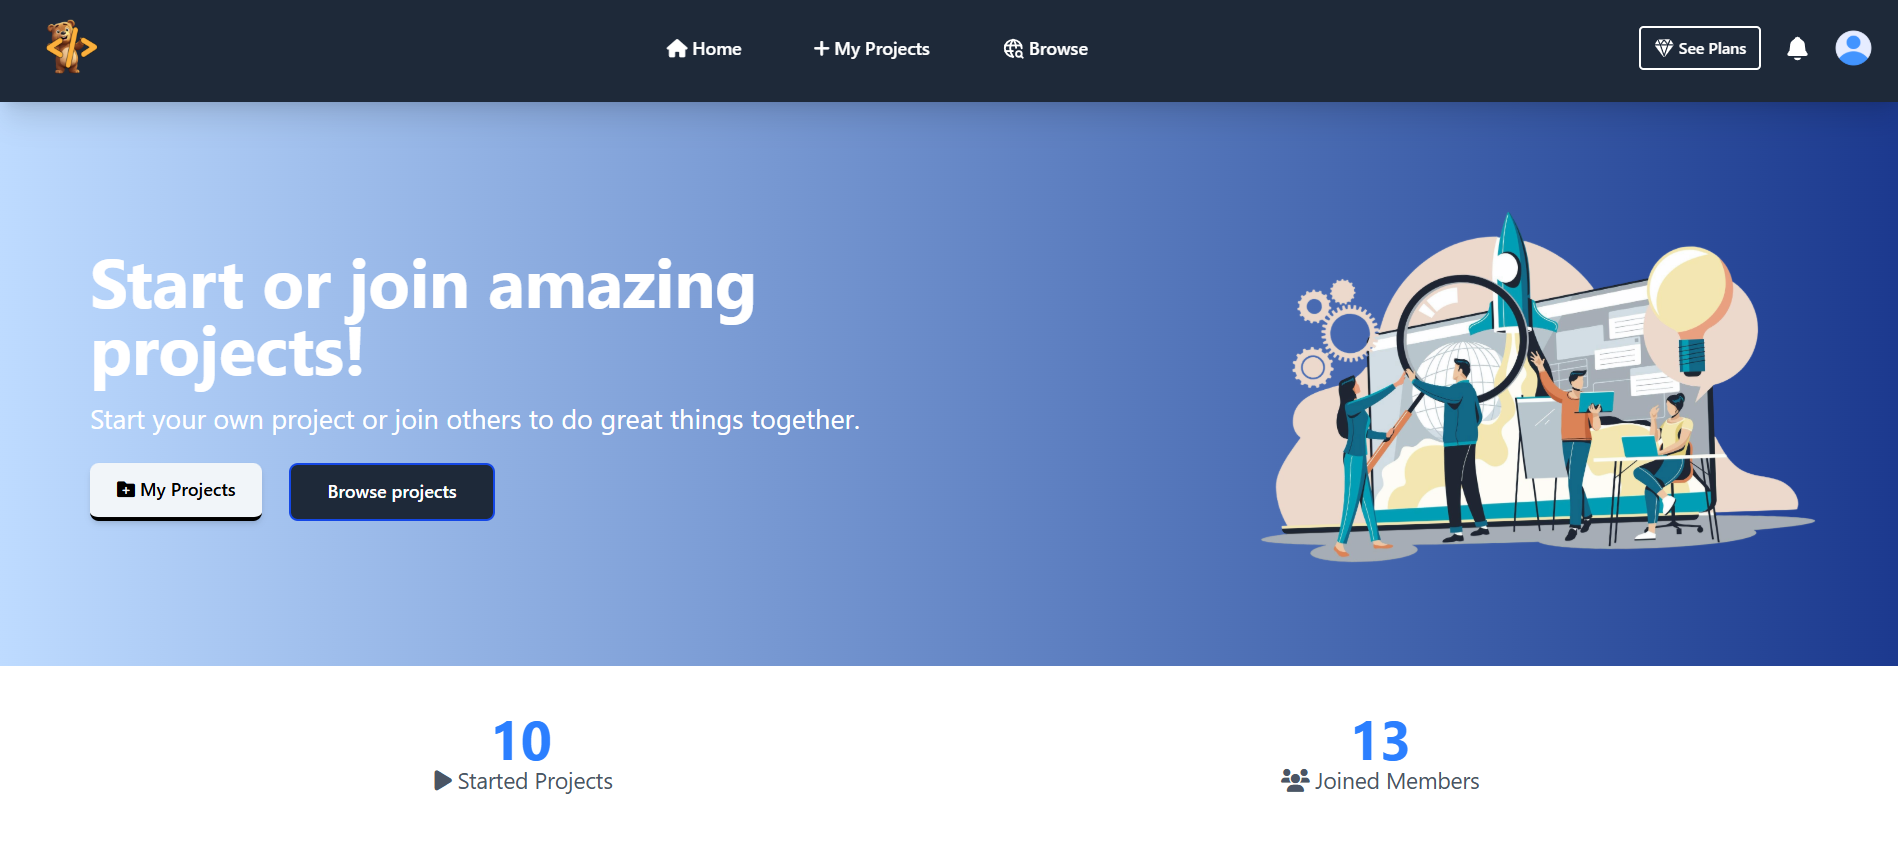 Home
My Projects
Browse
See Plans
Start or join amazing
projects!
Start your own project or join others to do great things together.
My Projects
Browse projects
10
Started Projects
13
Joined Members